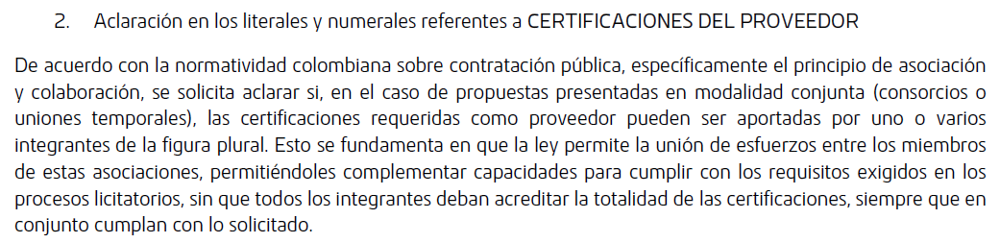 2. Aclaración en los literales y numerales referentes a CERTIFICACIONES DEL PROVEEDOR
De acuerdo con la normatividad colombiana sobre contratación pública, específicamente el principio de asociación
y colaboración, se solicita aclarar si, en el caso de propuestas presentadas en modalidad conjunta (consorcios o
uniones temporales), las certificaciones requeridas como proveedor pueden ser aportadas por uno o varios
integrantes de la figura plural. Esto se fundamenta en que la ley permite la unión de esfuerzos entre los miembros
de estas asociaciones, permitiéndoles complementar capacidades para cumplir con los requisitos exigidos en los
procesos licitatorios, sin que todos los integrantes deban acreditar la totalidad de las certificaciones, siempre que en
conjunto cumplan con lo solicitado.